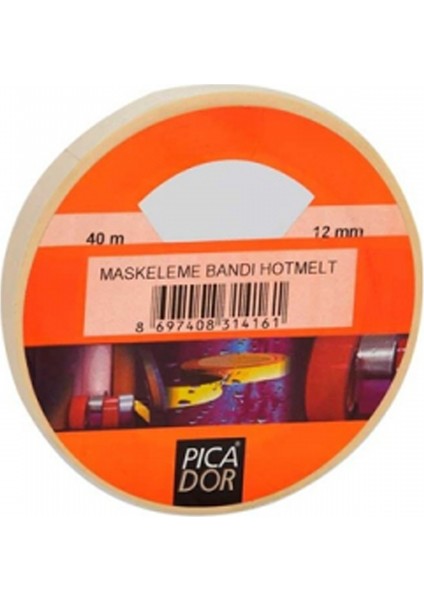 40 m 12 mm
MASKELEME BANDI HOTMELT
8 697408 314161
PICA®
DOR